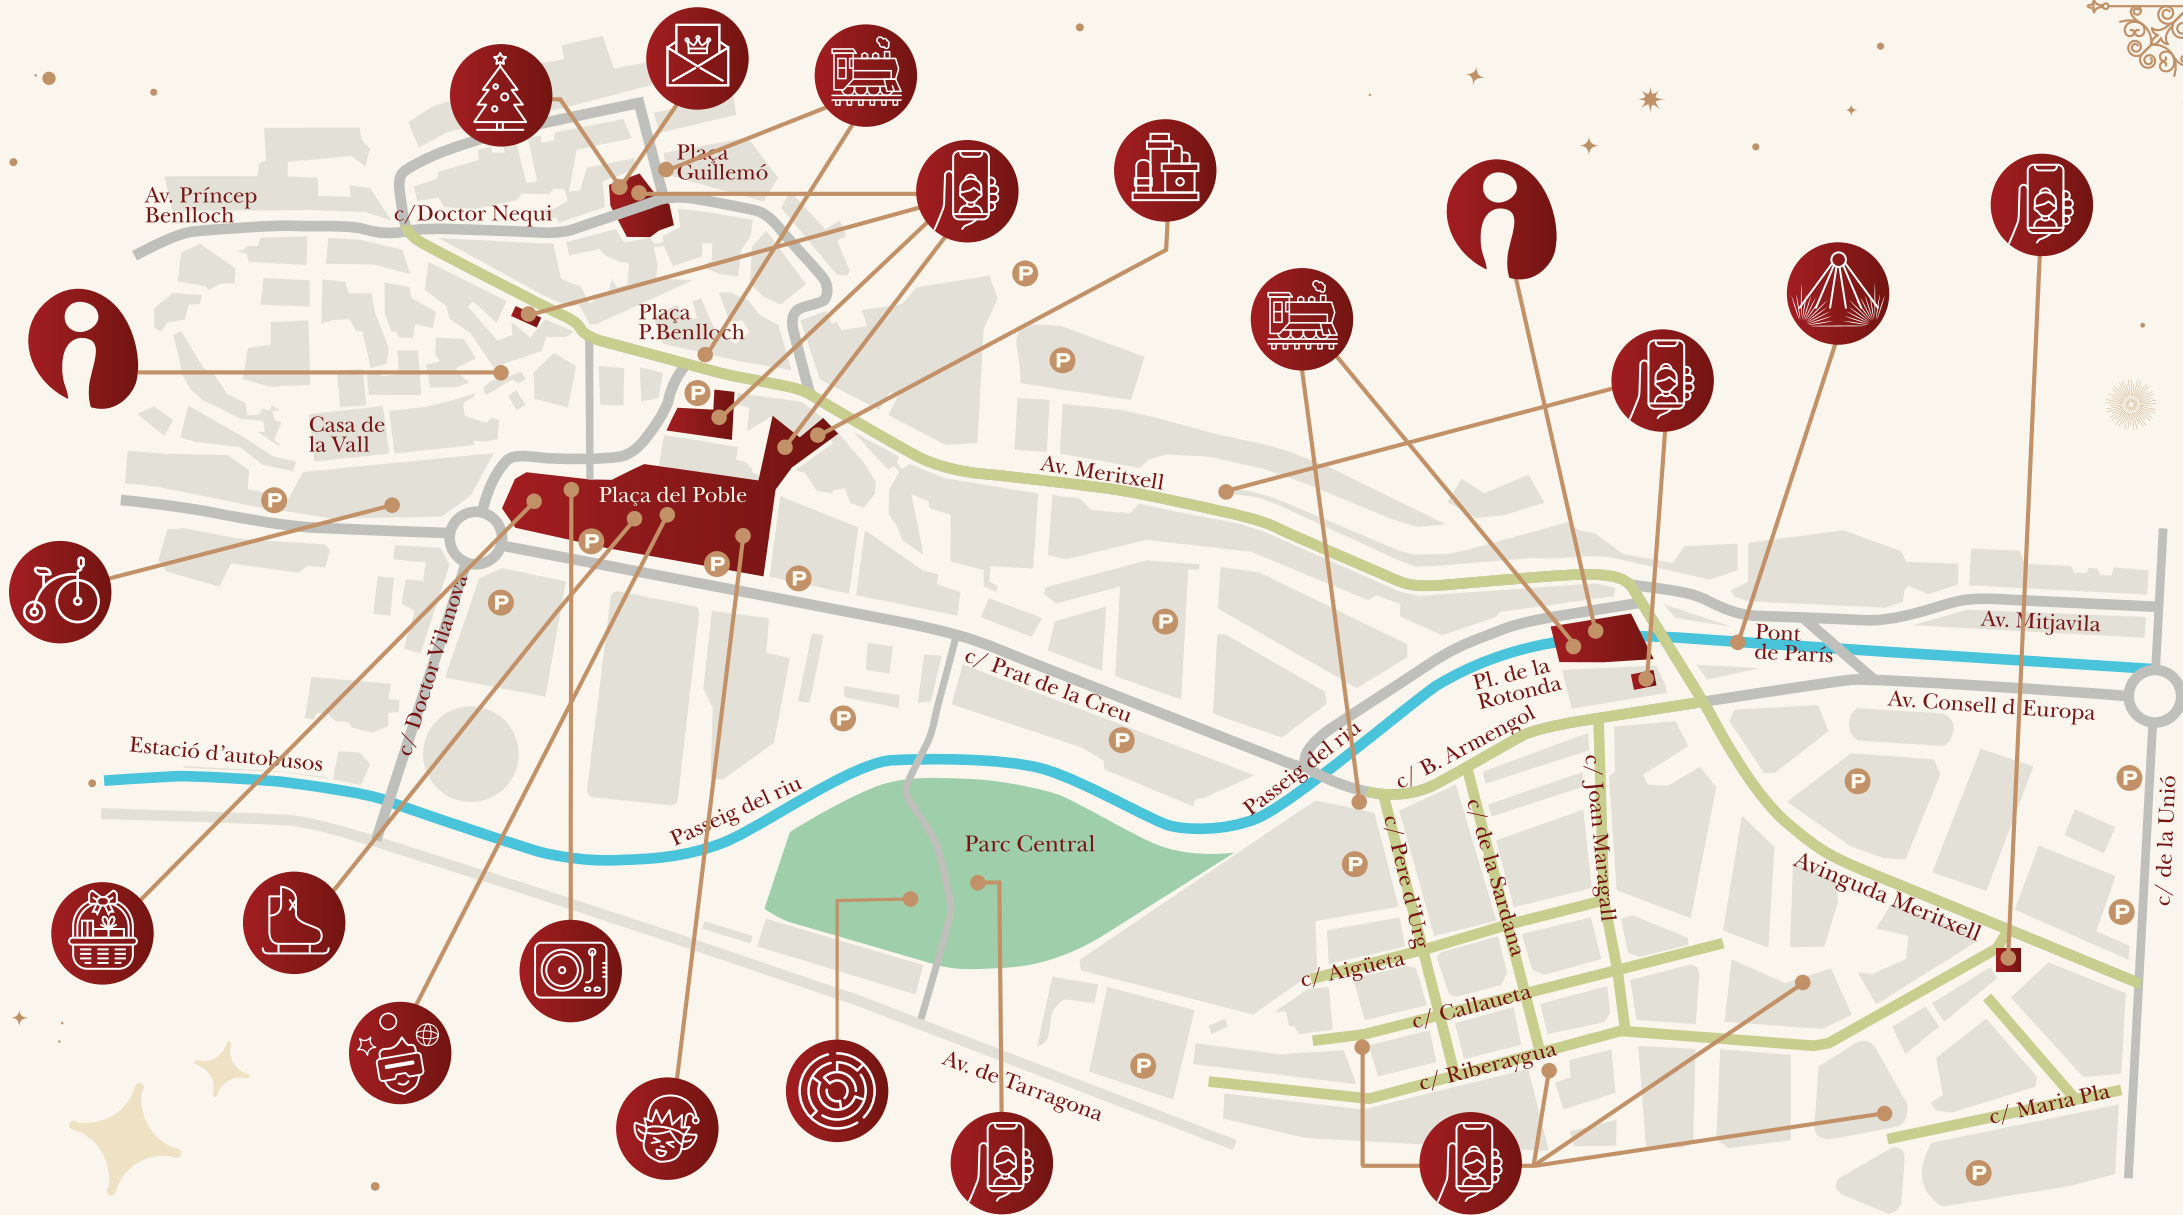 Plaça
Guillemó
Av. Príncep
Benlloch
c/Doctor Nequi
Plaça
P.Benlloch
P
P
P
Casa de
la Vall
Av. Meritxell
P
Plaça del Poble
P
P
P
P
P
c/ Doctor Vilanova
Av. Mitjavila
Pont
de París
c/ Prat de la Creu
Pl. de la
Rotonda
Av. Consell d'Europa
P
P
c/ B. Armengol
Estació d'autobusos
Passeig del riu
Passeig del riu
P
P
c/ de la Unió
c/ Joan Maragall
c/ de la Sardana
c/ Pere d'Urg
Parc Central
P
Avinguda Meritxell
P
c/ Aigüeta
c/ Callaueta
c/ Riberaygua
P
Av. de Tarragona
c/ Maria Pla
P